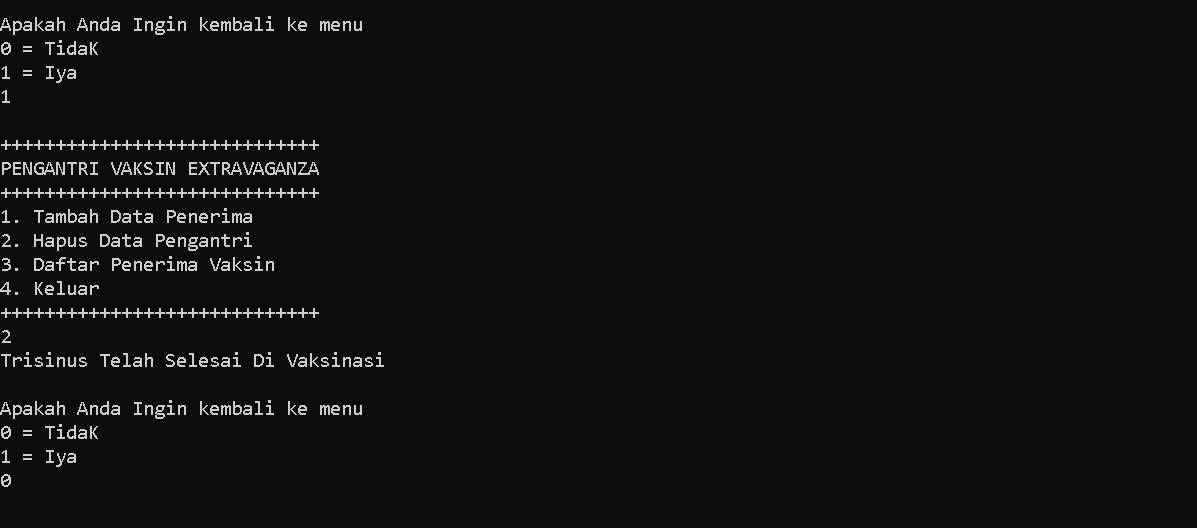 Apakah Anda Ingin kembali ke menu
0 = TidaK
1 = Iya
1
+++++++++++++++++++++++++++++
PENGANTRI VAKSIN EXTRAVAGANZA
+++++++++++++++++++++++++++++
1. Tambah Data Penerima
2. Hapus Data Pengantri
3. Daftar Penerima Vaksin
4. Keluar
+++++++++++++++++++++++++++++
2
Trisinus Telah Selesai Di Vaksinasi
Apakah Anda Ingin kembali ke menu
0 = TidaK
1 = Iya
0